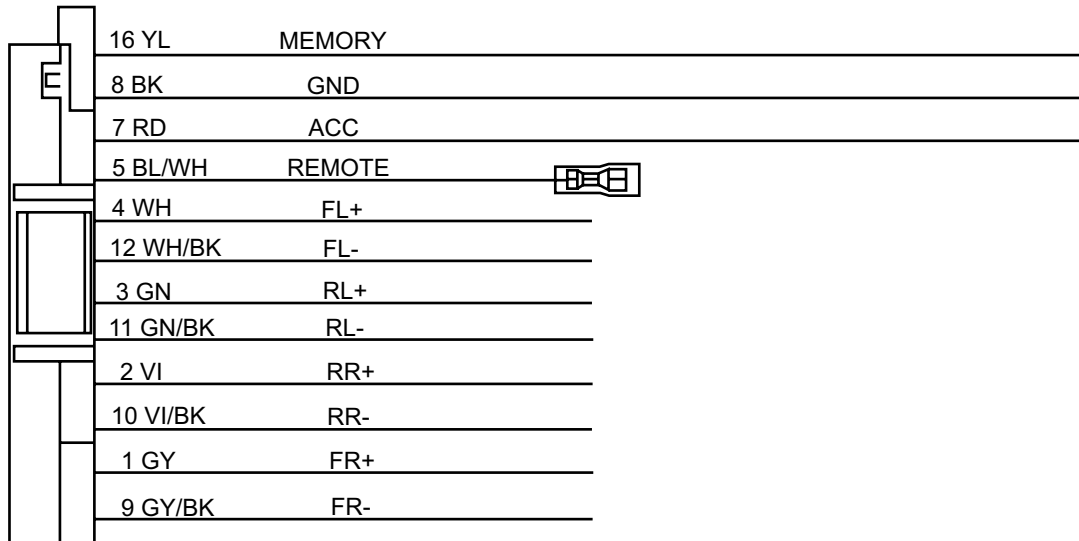 16 YL MEMORY
8 BK GND
7 RD ACC
5 BL/WH REMOTE
4 WH FL+
12 WH/BK FL-
3 GN RL+
11 GN/BK RL-
2 VI RR+
10 VI/BK RR-
1 GY FR+
9 GY/BK FR-